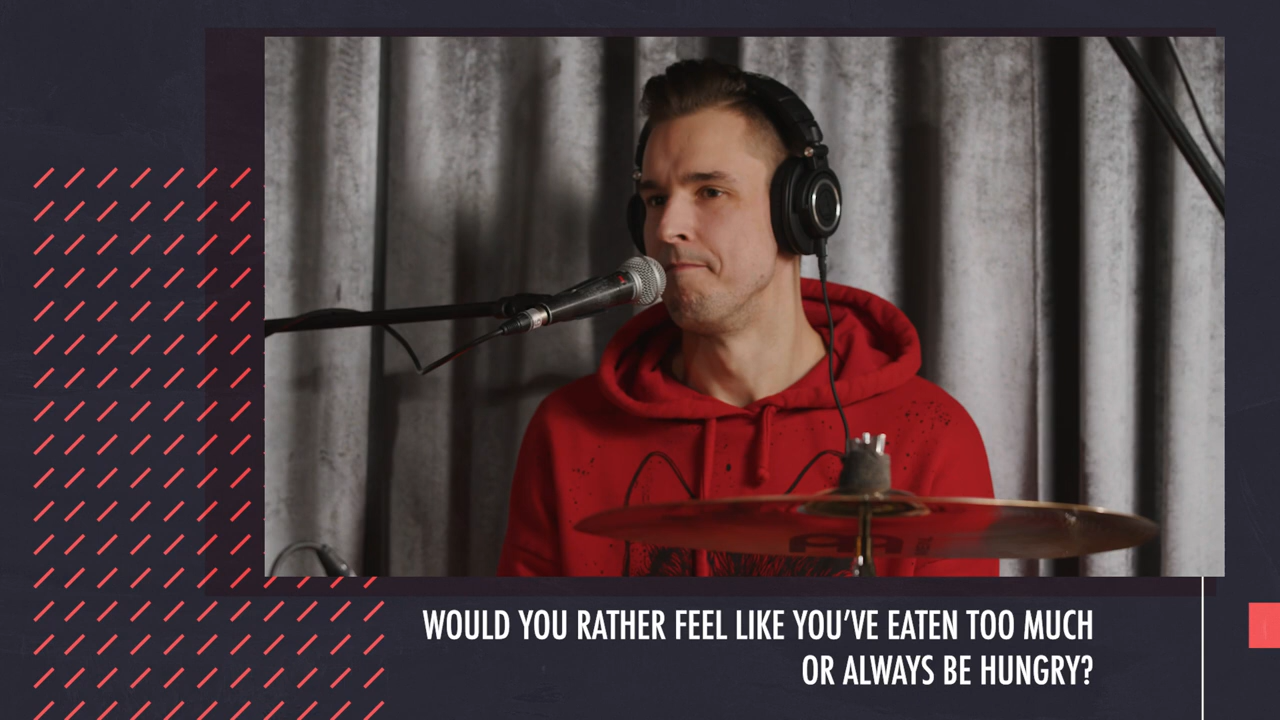 WOULD YOU RATHER FEEL LIKE YOU’VE EATEN TOO MUCH
OR ALWAYS BE HUNGRY?